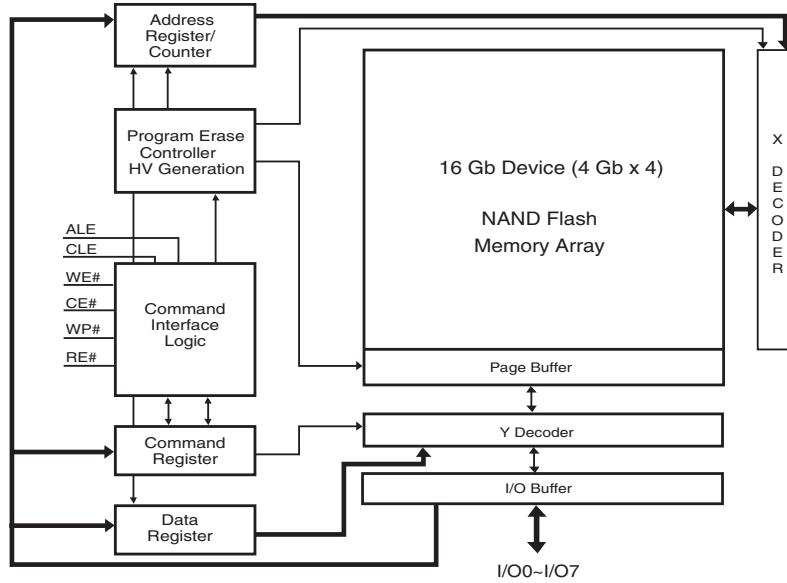 Address
Register/
Counter
Program Erase
Controller
HV Generation
16 Gb Device (4 Gb x 4)
NAND Flash
Memory Array
X
D
E
C
O
D
E
R
ALE
CLE
WE#
CE#
WP#
RE#
Command
Interface
Logic
Page Buffer
Command
Register
Y Decoder
I/O Buffer
Data
Register
I/O0~I/O7